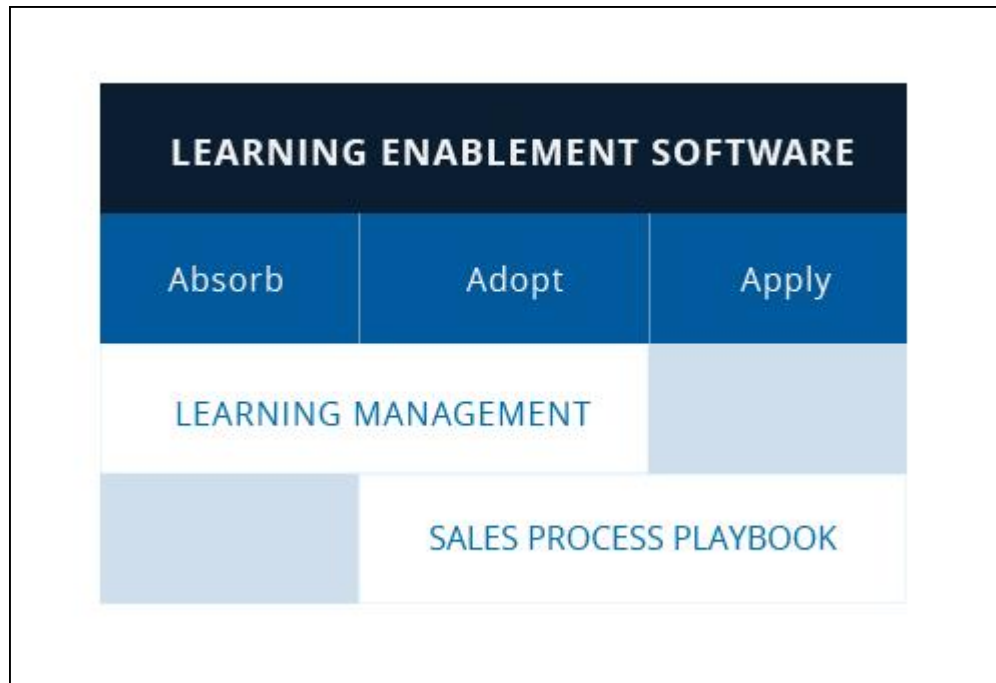 LEARNING ENABLEMENT SOFTWARE
Absorb Adopt Apply
LEARNING MANAGEMENT
SALES PROCESS PLAYBOOK